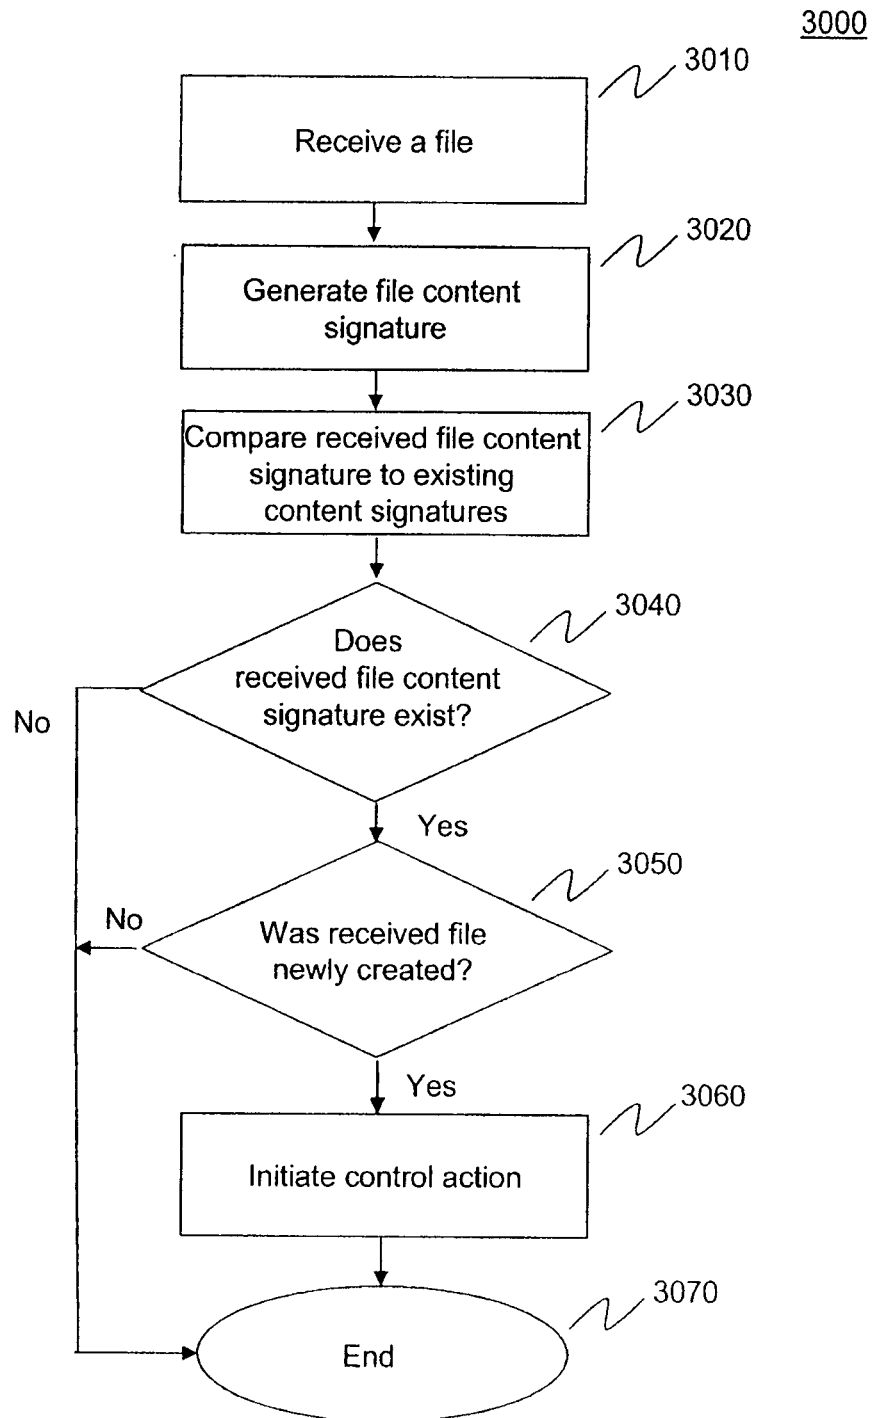 3000
3010
Receive a file
3020
Generate file content
signature
3030
Compare received file content
signature to existing
content signatures
3040
Does
received file content
signature exist?
No
Yes
3050
No
Was received file
newly created?
Yes
3060
Initiate control action
3070
End